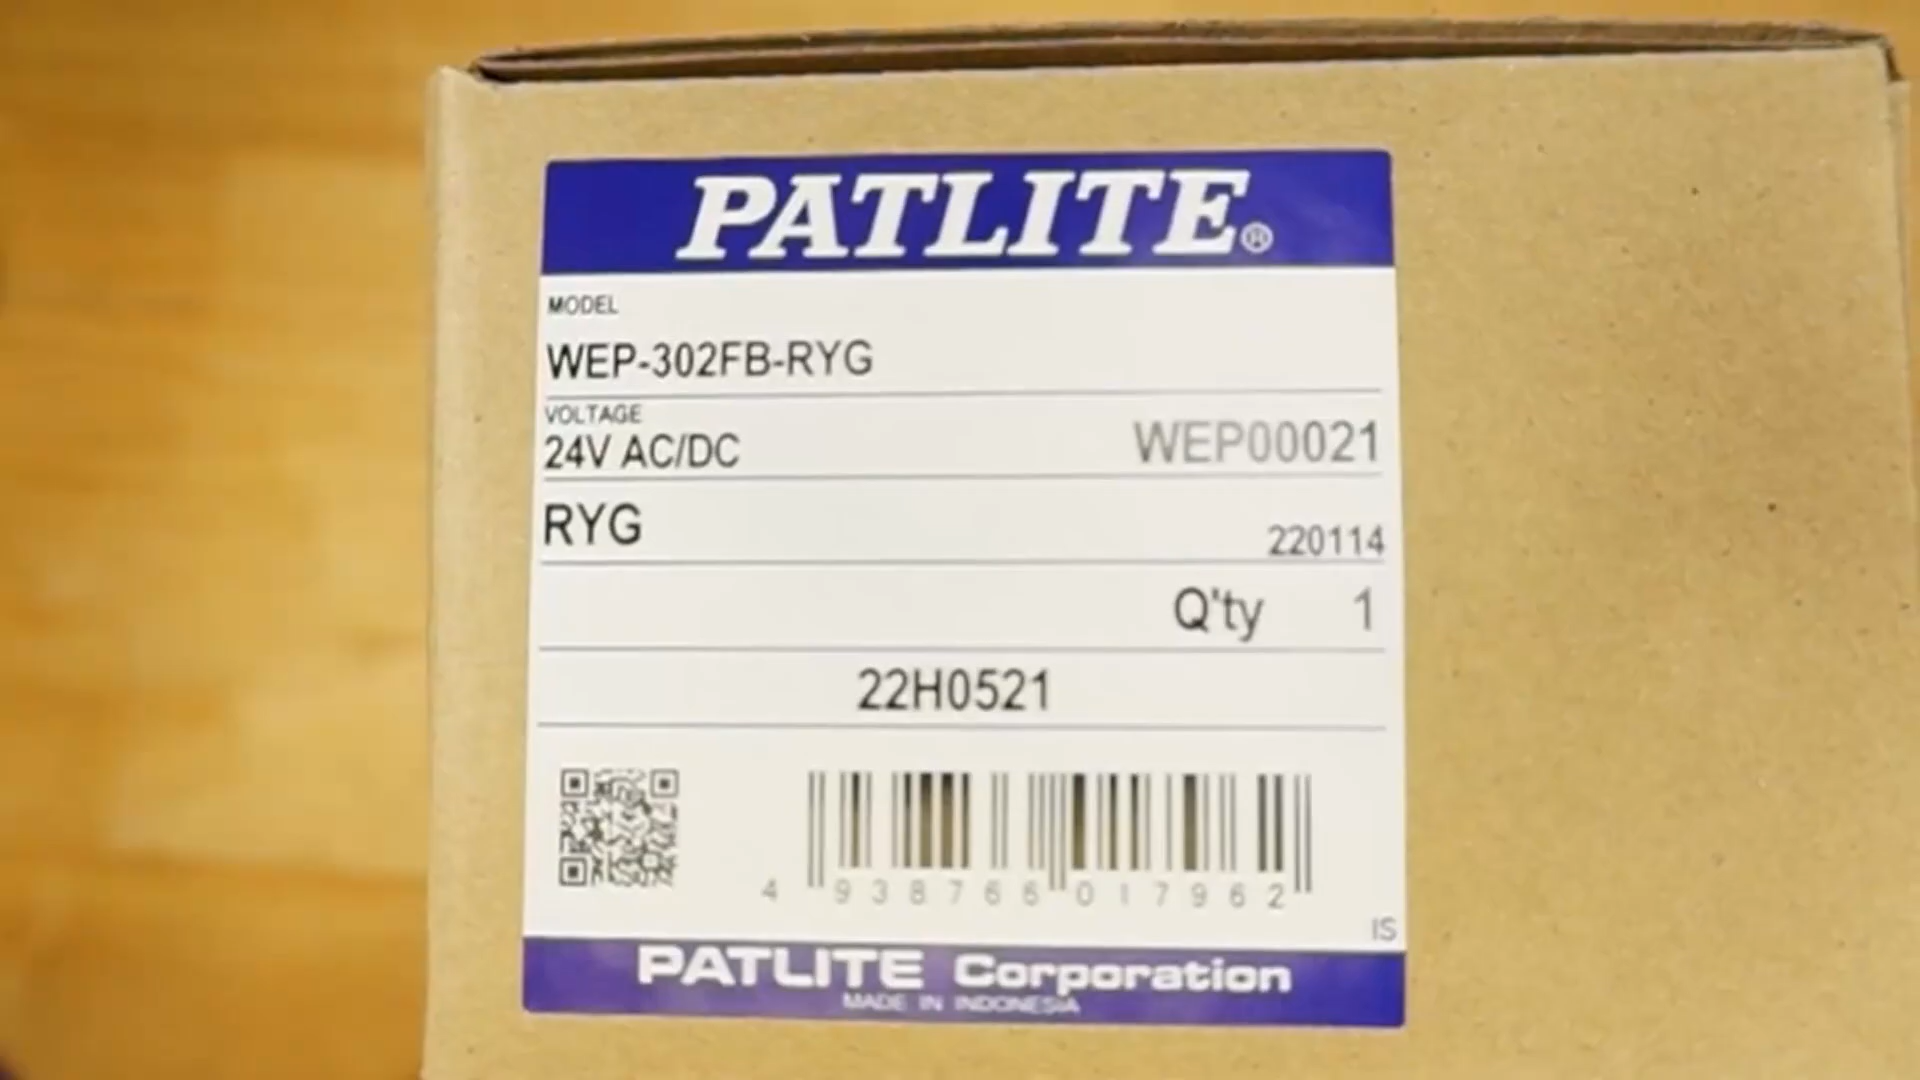 PATLITE®
MODEL
WEP-302FB-RYG
VOLTAGE
24V AC/DC WEP00021
RYG 220114
Q'ty 1
22H0521
4 938766 017962
IS
PATLITE Corporation
MADE IN INDONESIA